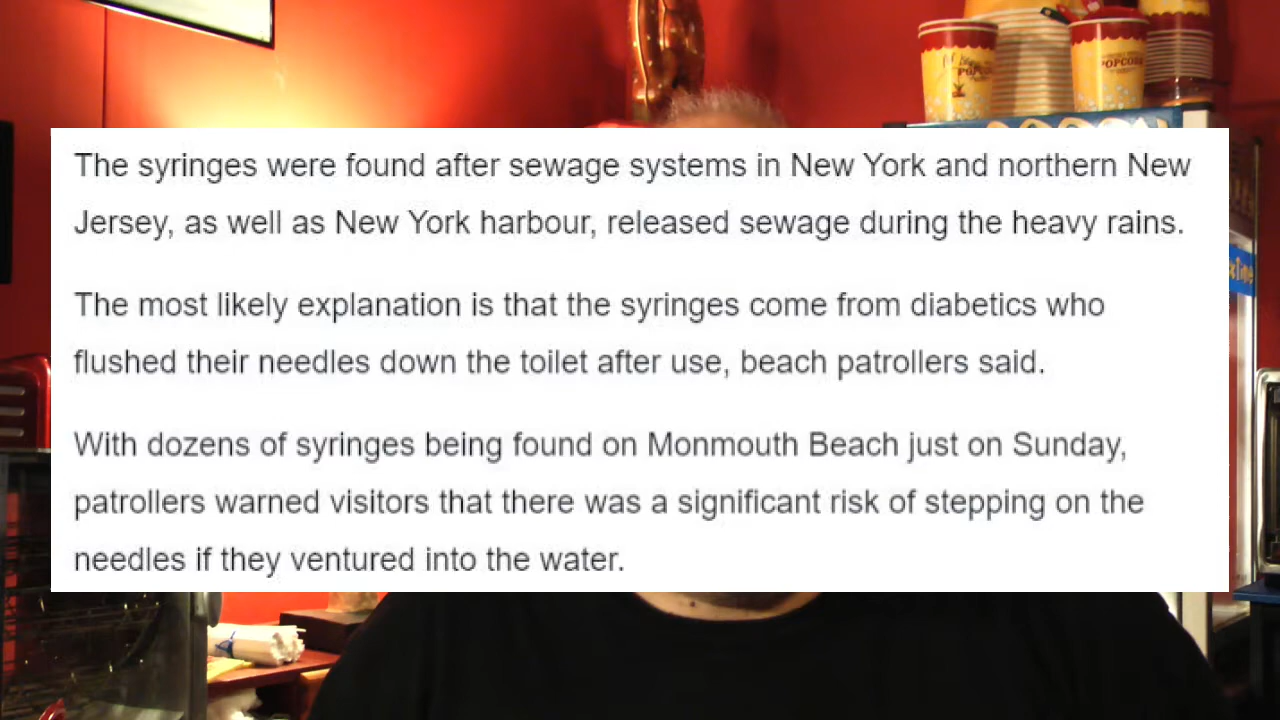 POPCORN
POPCORN
The syringes were found after sewage systems in New York and northern New
Jersey, as well as New York harbour, released sewage during the heavy rains.
The most likely explanation is that the syringes come from diabetics who
flushed their needles down the toilet after use, beach patrollers said.
With dozens of syringes being found on Monmouth Beach just on Sunday,
patrollers warned visitors that there was a significant risk of stepping on the
needles if they ventured into the water.